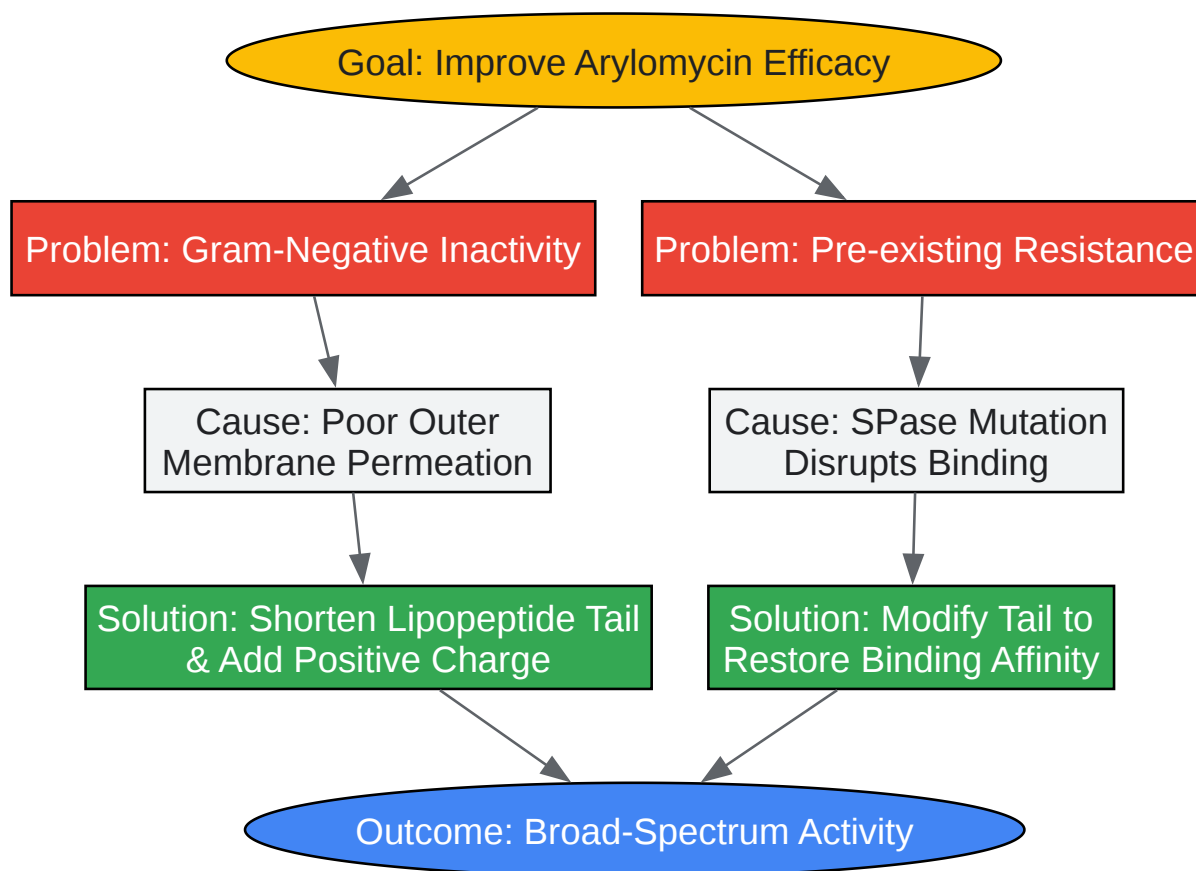 Goal: Improve Arylomycin Efficacy
Problem: Gram-Negative Inactivity
Problem: Pre-existing Resistance
Cause: Poor Outer
Membrane Permeation
Cause: SPase Mutation
Disrupts Binding
Solution: Shorten Lipopeptide Tail
& Add Positive Charge
Solution: Modify Tail to
Restore Binding Affinity
Outcome: Broad-Spectrum Activity